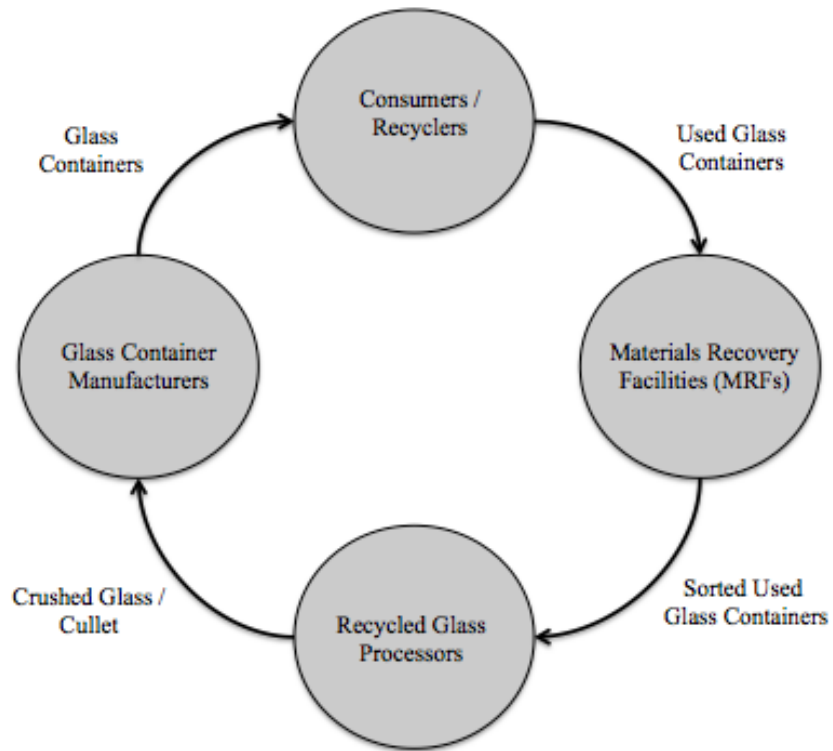 Consumers /
Recyclers
Used Glass
Containers
Materials Recovery
Facilities (MRFs)
Sorted Used
Glass Containers
Recycled Glass
Processors
Crushed Glass /
Cullet
Glass Container
Manufacturers
Glass
Containers